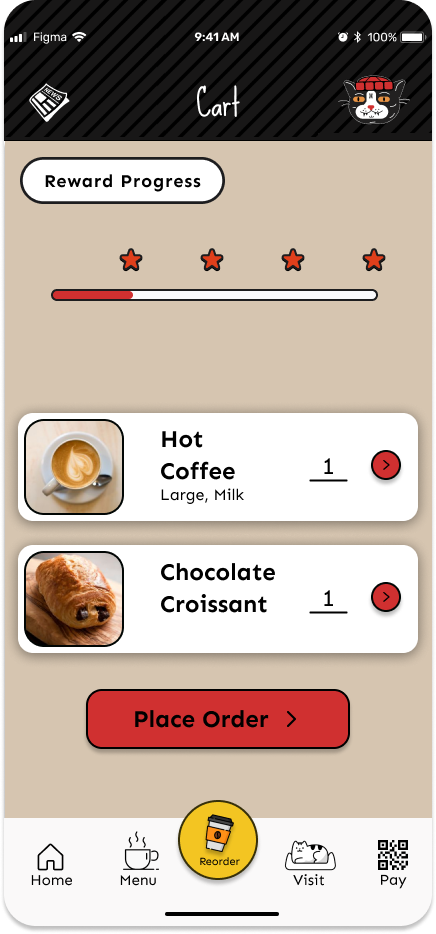 Figma 9:41 AM 100%
NEWS
Cart
Reward Progress
Hot
Coffee
Large, Milk
1
Chocolate
Croissant
1
Place Order
Home
Menu
Reorder
Visit
Pay